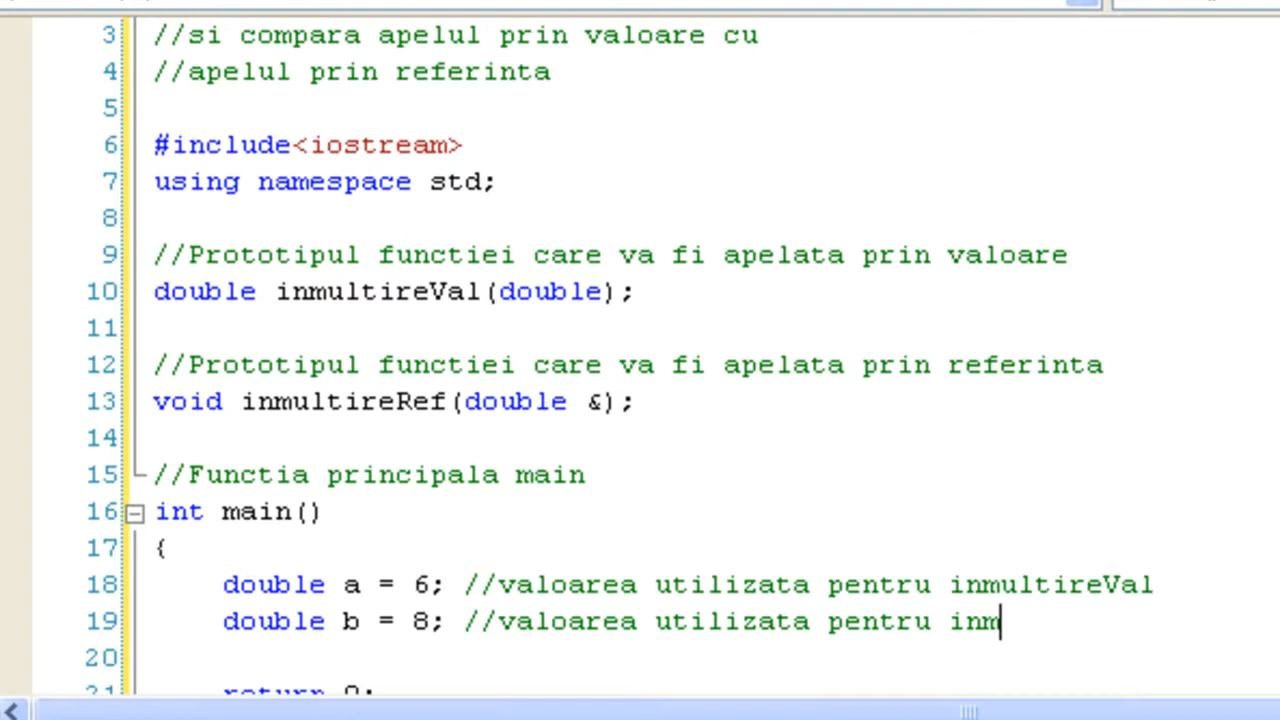 3 //si compara apelul prin valoare cu
4 //apelul prin referinta
5
6 #include<iostream>
7 using namespace std;
8
9 //Prototipul functiei care va fi apelata prin valoare
10 double inmultireVal(double);
11
12 //Prototipul functiei care va fi apelata prin referinta
13 void inmultireRef(double &);
14
15 //Functia principala main
16 int main()
17 {
18 double a = 6; //valoarea utilizata pentru inmultireVal
19 double b = 8; //valoarea utilizata pentru inm
20
21 return 0;